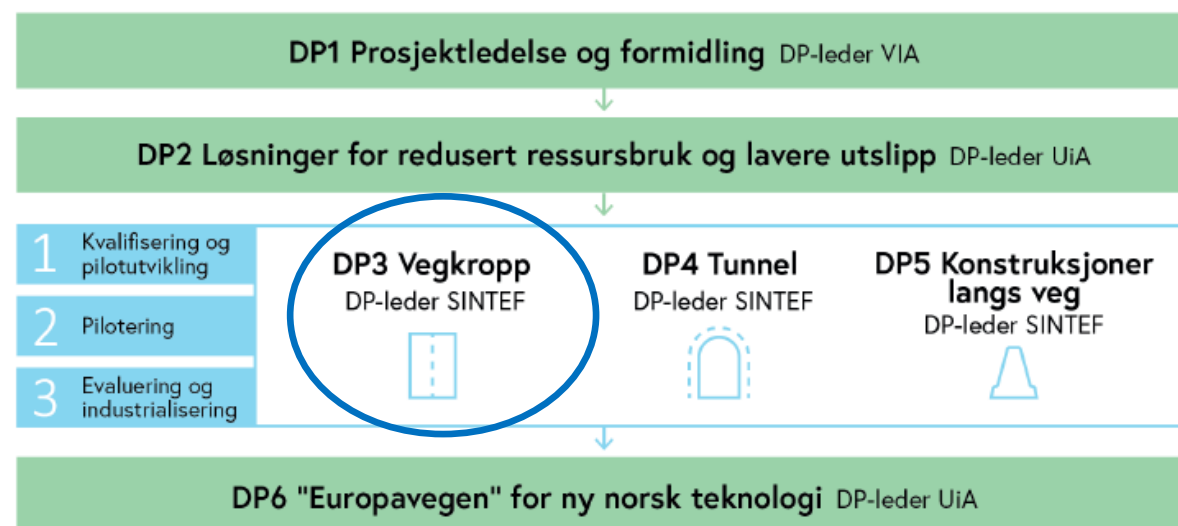 DP1 Prosjektledelse og formidling DP-leder VIA
DP2 Løsninger for redusert ressursbruk og lavere utslipp DP-leder UiA
1 Kvalifisering og
pilotutvikling
2 Pilotering
3 Evaluering og
industrialisering
DP3 Vegkropp
DP-leder SINTEF
DP4 Tunnel
DP-leder SINTEF
DP5 Konstruksjoner
langs veg
DP-leder SINTEF
DP6 "Europavegen" for ny norsk teknologi DP-leder UiA